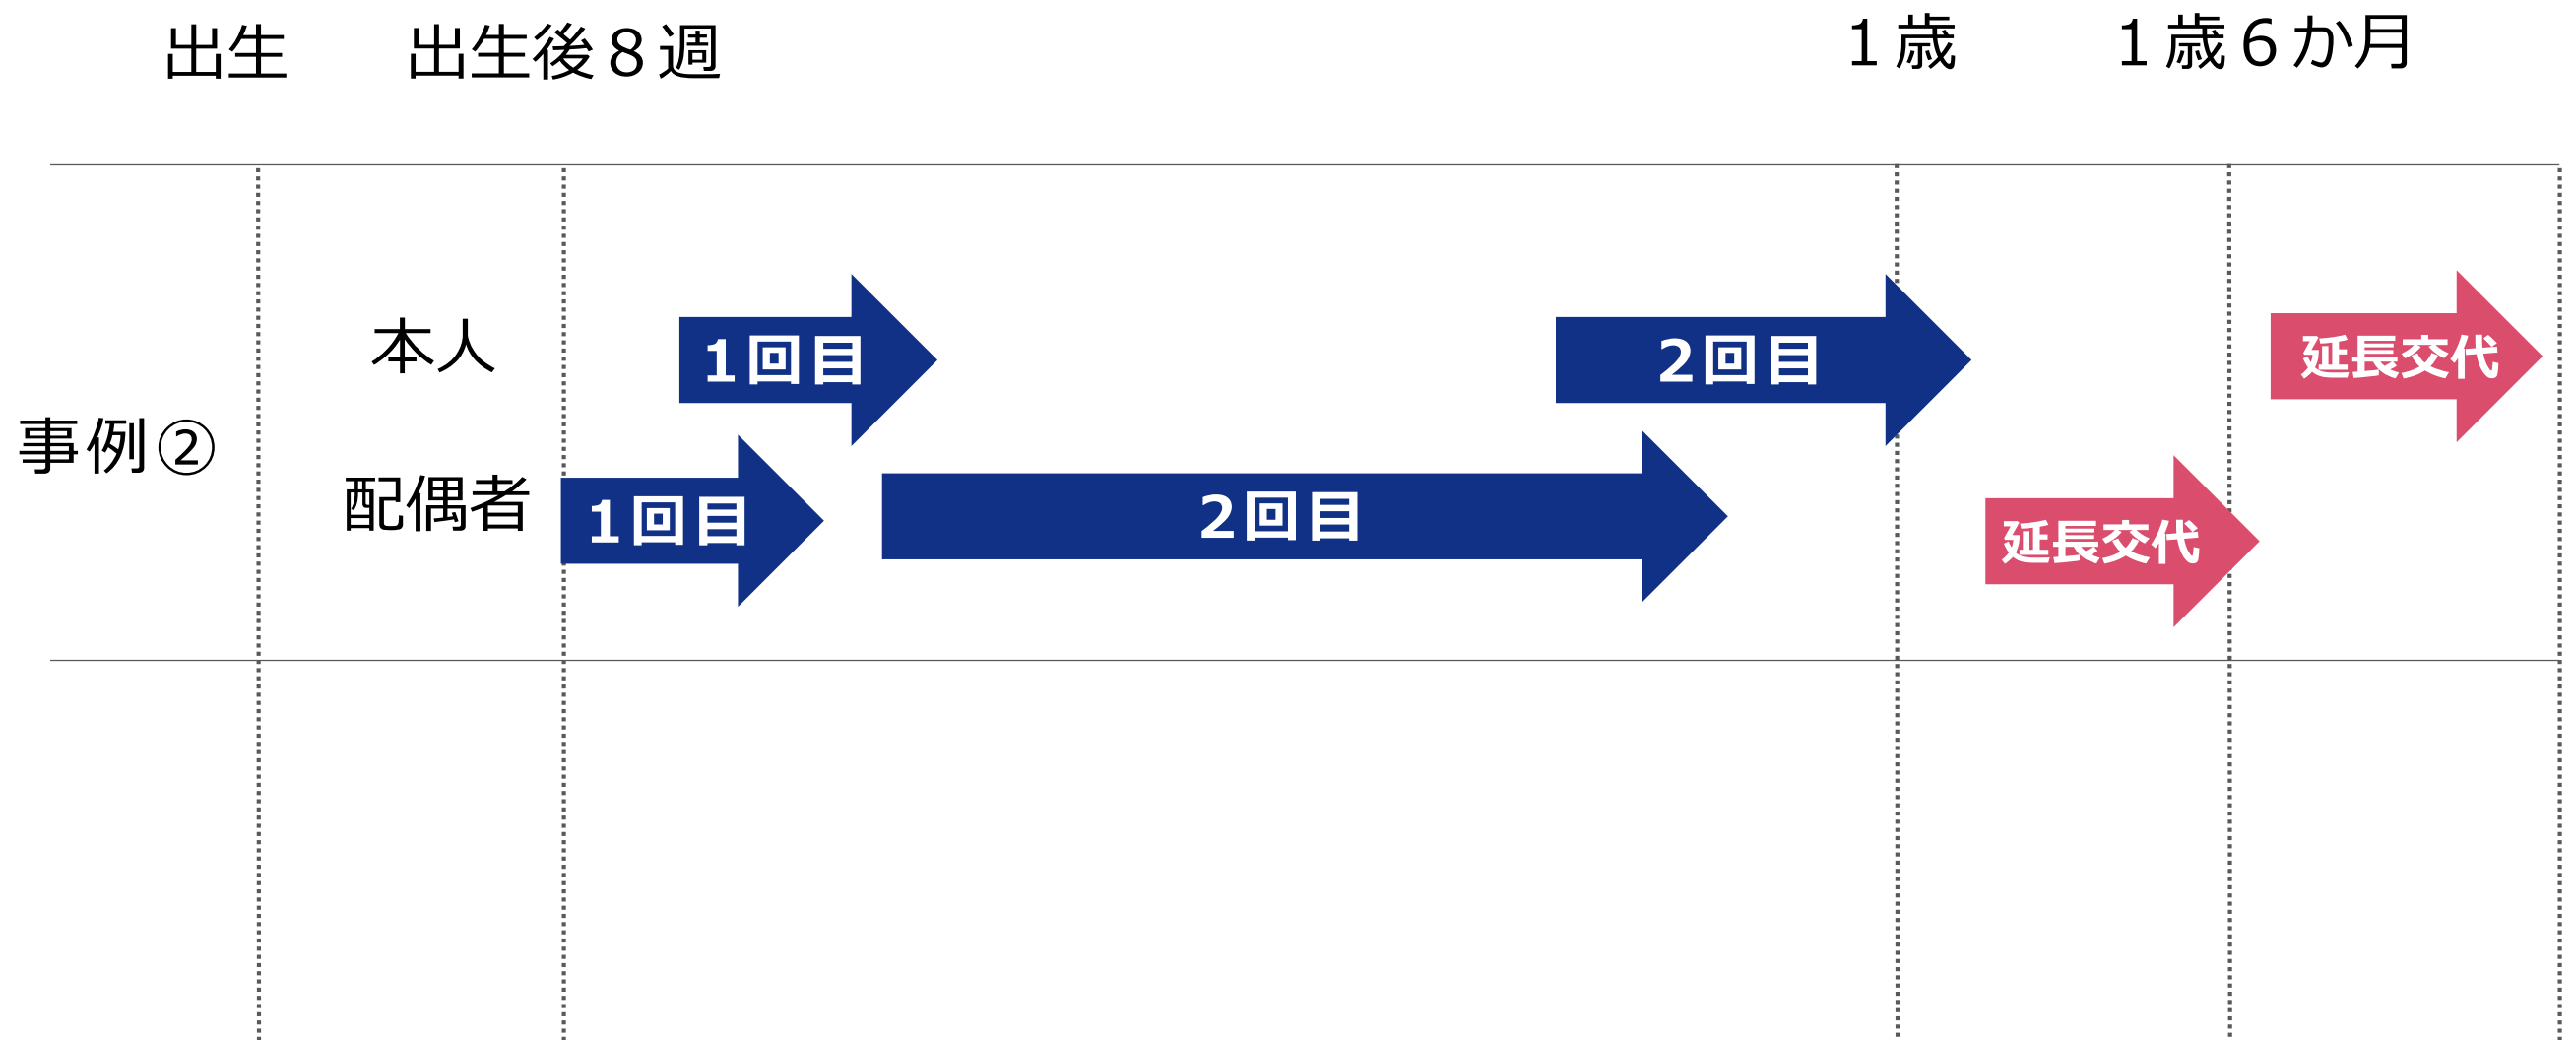 出生 出生後８週 １歳 １歳６か月
本人 1回目 2回目 延長交代
事例②
配偶者 1回目 2回目 延長交代